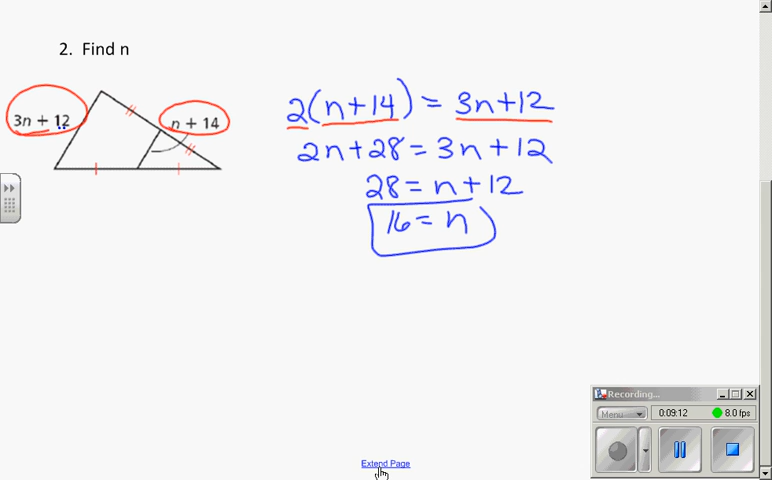 2. Find n
3n + 12
n + 14
2(n+14) = 3n+12
2n+28 = 3n+12
28 = n+12
16 = n
Extend Page
Recording...
Menu
0:09:12
8.0 fps